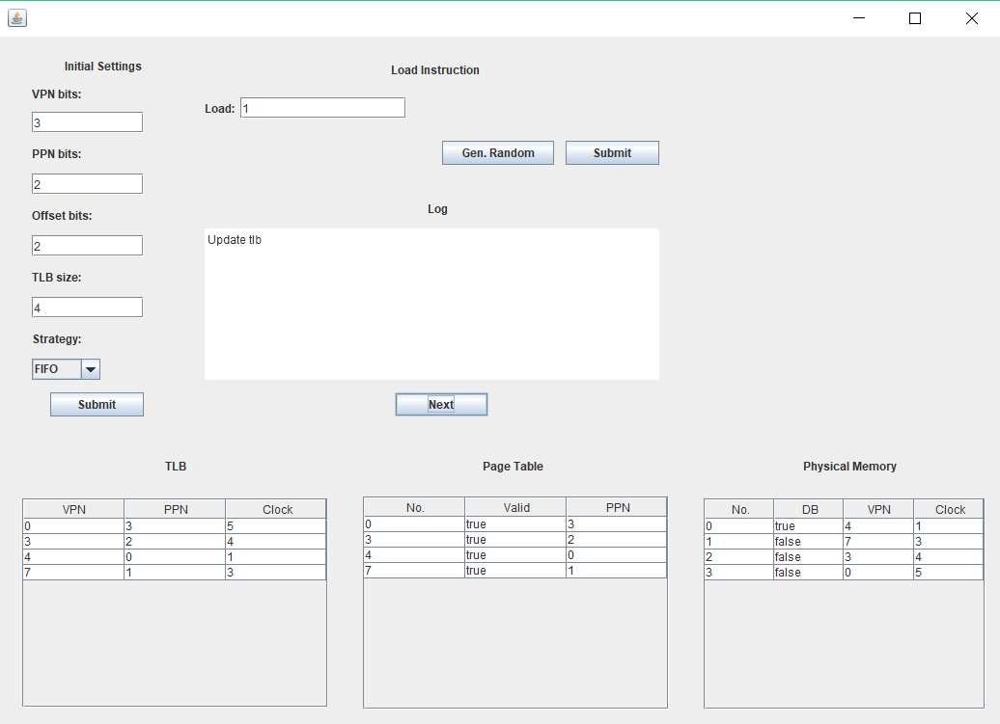 Initial Settings
Load Instruction
VPN bits:
Load: 1
3
PPN bits:
Gen. Random Submit
2
Offset bits:
Log
2
Update tlb
TLB size:
4
Strategy:
FIFO
Submit
Next
TLB
VPN PPN Clock
0 3 5
3 2 4
4 0 1
7 1 3
Page Table
No. Valid PPN
0 true 3
3 true 2
4 true 0
7 true 1
Physical Memory
No. DB VPN Clock
0 true 4 1
1 false 7 3
2 false 3 4
3 false 0 5